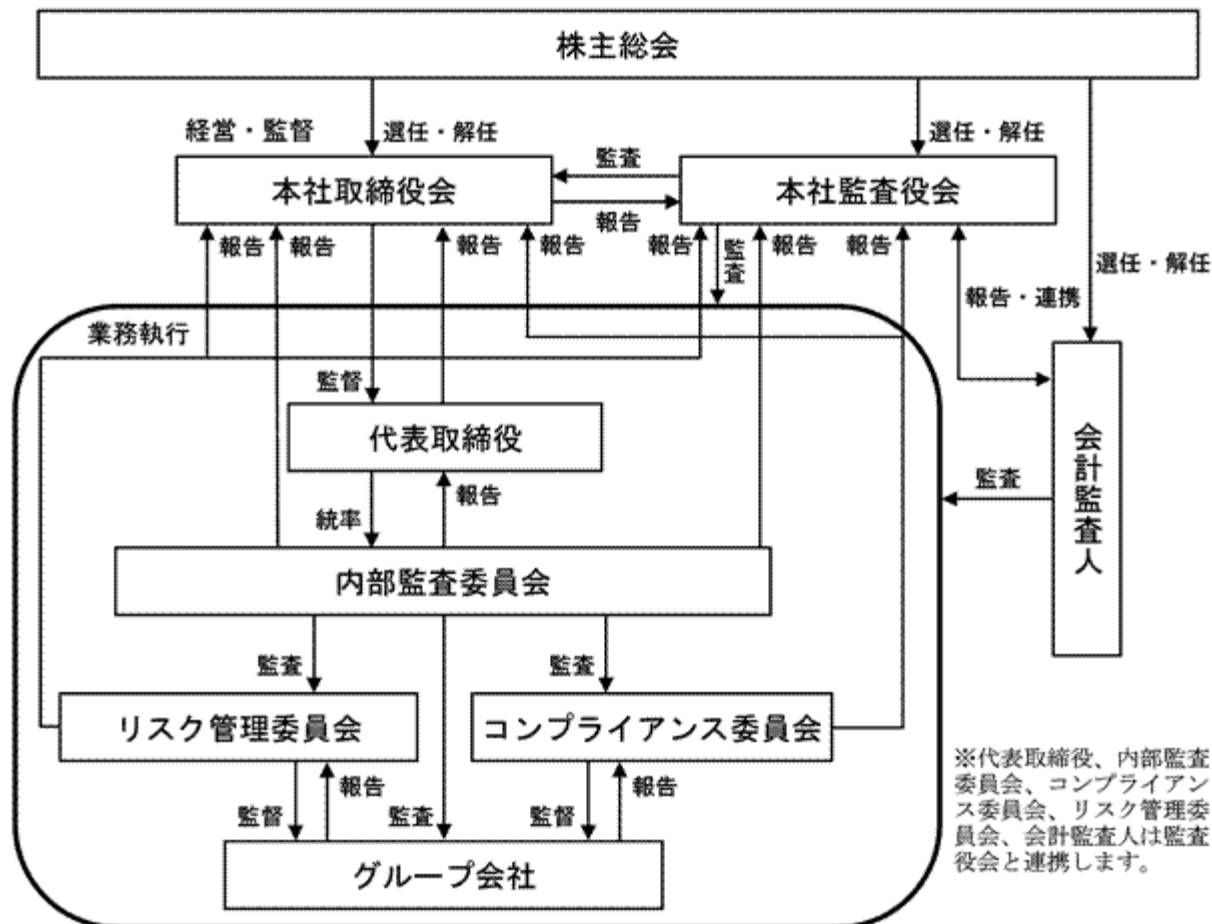 株主総会
経営・監督
選任・解任
選任・解任
本社取締役会
監査
報告
本社監査役会
選任・解任
報告
報告
報告
報告
報告
監査
報告
報告
報告・連携
業務執行
監督
代表取締役
会計監査人
監査
統率
報告
内部監査委員会
監査
監査
リスク管理委員会
コンプライアンス委員会
監督
報告
監査
監督
報告
グループ会社
※代表取締役、内部監査
委員会、コンプライアン
ス委員会、リスク管理委
員会、会計監査人は監査
役会と連携します。